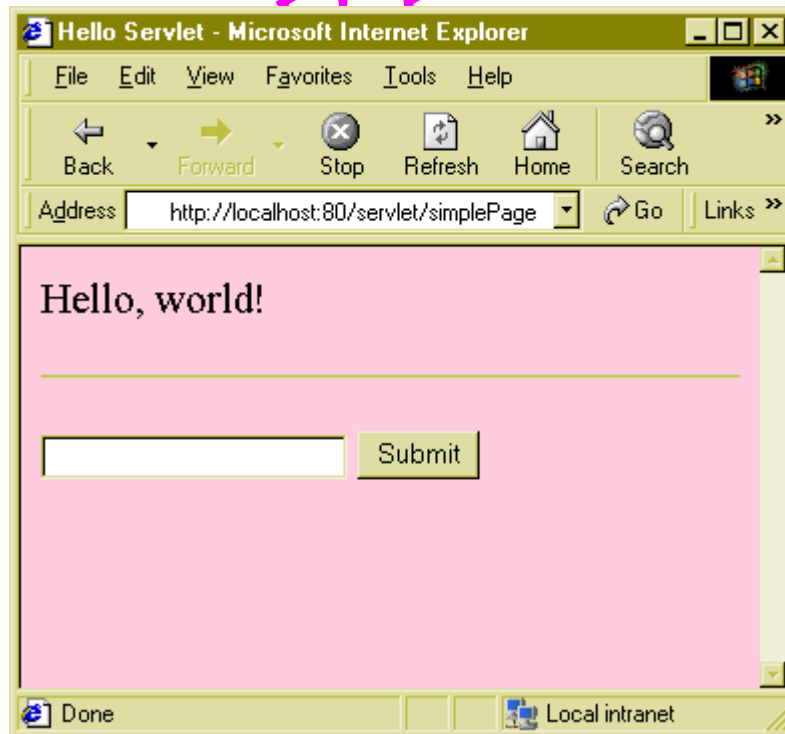 Hello Servlet - Microsoft Internet Explorer
File Edit View Favorites Tools Help
Back Forward Stop Refresh Home Search »
Address http://localhost:80/servlet/simplePage Go Links »
Hello, world!
Submit
Done Local intranet